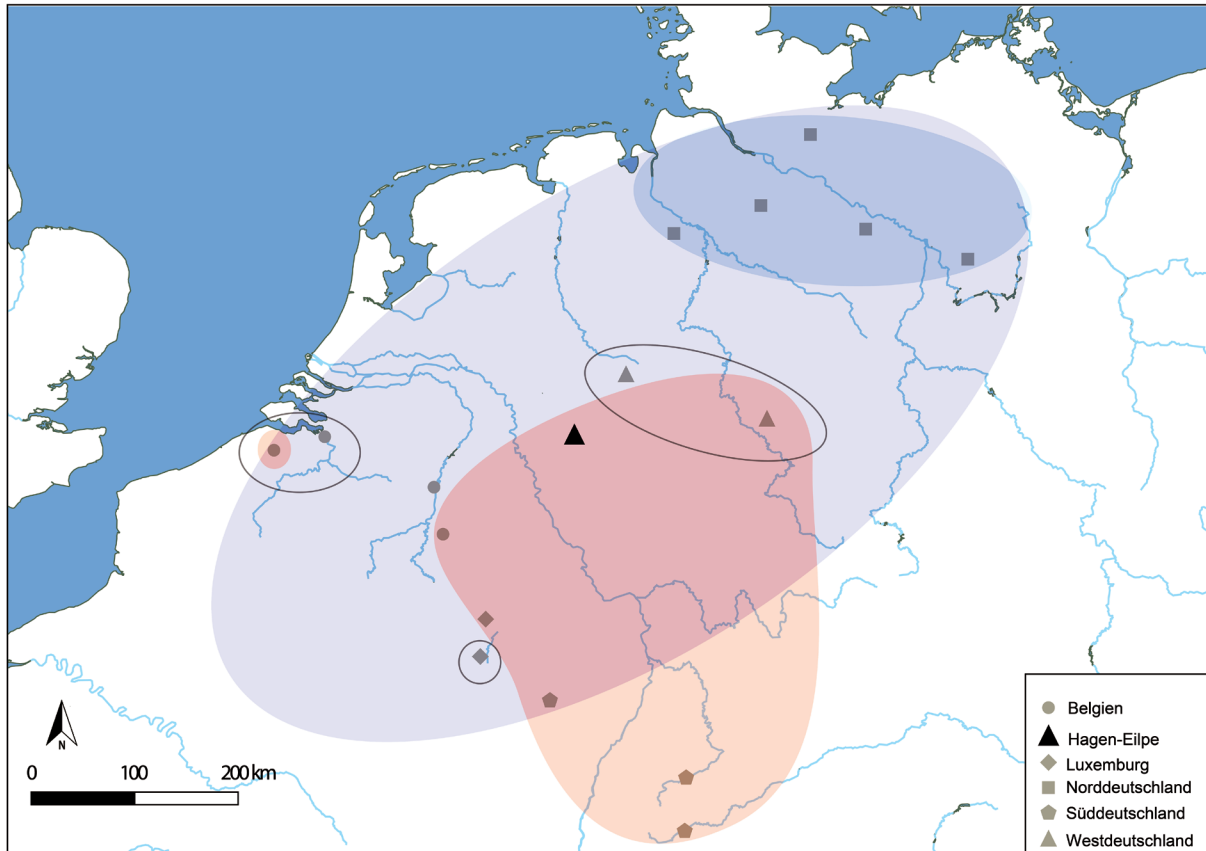 N
0 100 200 km
Belgien
Hagen-Eilpe
Luxemburg
Norddeutschland
Süddeutschland
Westdeutschland